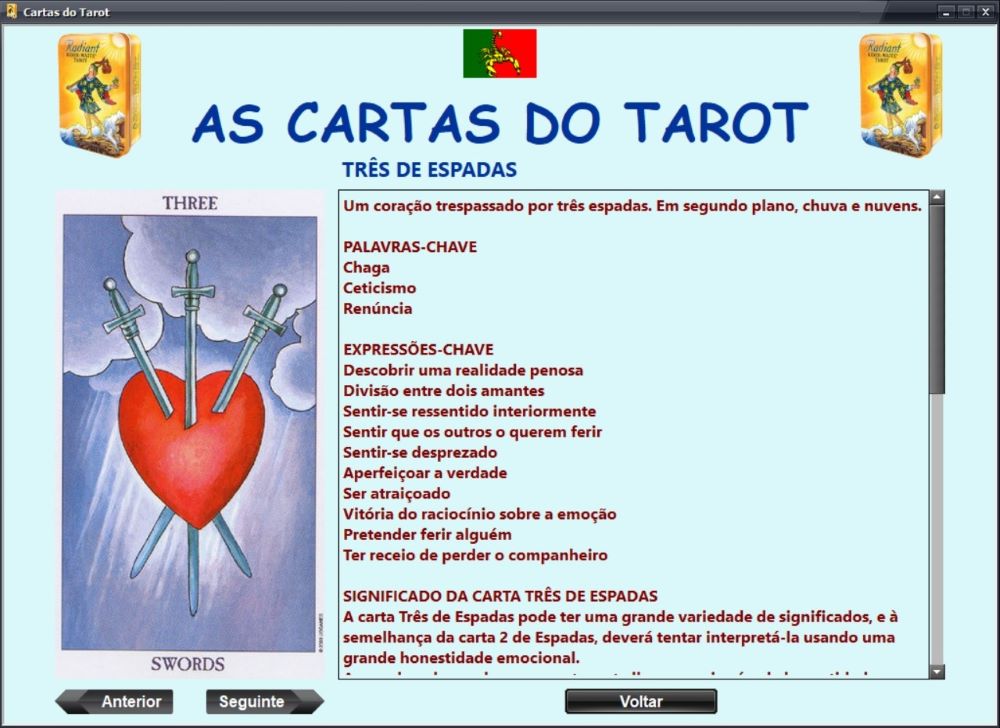 Cartas do Tarot
Radiant
RIDER-WAITE
TAROT
Radiant
RIDER-WAITE
TAROT
AS CARTAS DO TAROT
TRÊS DE ESPADAS
THREE
SWORDS
Um coração trespassado por três espadas. Em segundo plano, chuva e nuvens.
PALAVRAS-CHAVE
Chaga
Ceticismo
Renúncia
EXPRESSÕES-CHAVE
Descobrir uma realidade penosa
Divisão entre dois amantes
Sentir-se ressentido interiormente
Sentir que os outros o querem ferir
Sentir-se desprezado
Aperfeiçoar a verdade
Ser atraiçoado
Vitória do raciocínio sobre a emoção
Pretender ferir alguém
Ter receio de perder o companheiro
SIGNIFICADO DA CARTA TRÊS DE ESPADAS
A carta Três de Espadas pode ter uma grande variedade de significados, e à
semelhança da carta 2 de Espadas, deverá tentar interpretá-la usando uma
grande honestidade emocional.
Anterior
Seguinte
Voltar